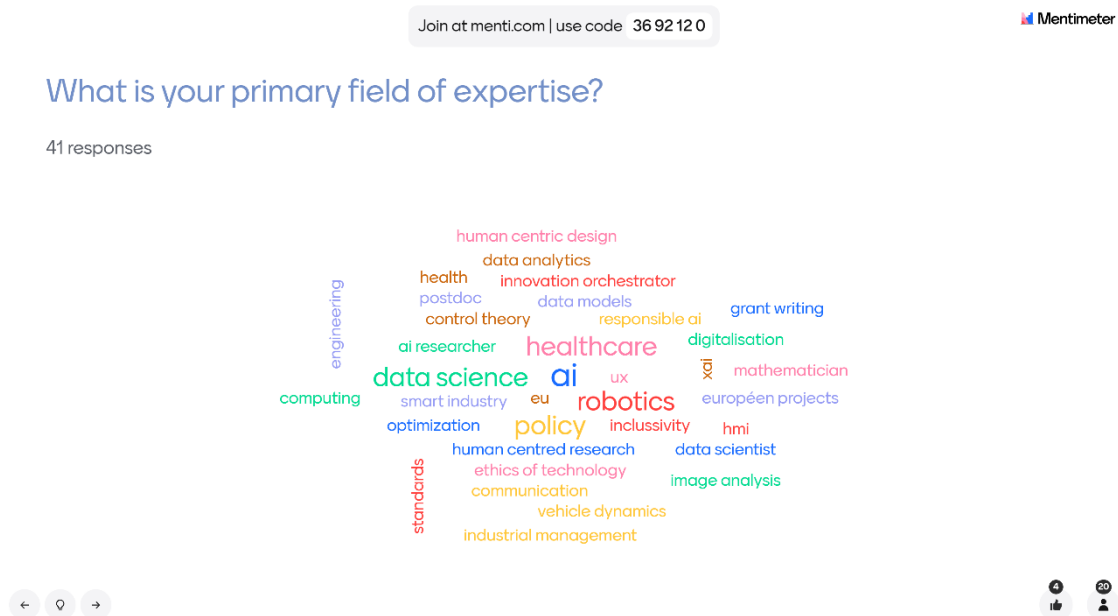 Join at menti.com | use code 36 92 12 0
Mentimeter
What is your primary field of expertise?
41 responses
human centric design
data analytics
health
innovation orchestrator
engineering
postdoc
data models
grant writing
control theory
responsible ai
ai researcher
healthcare
digitalisation
data science
ai
ux
xai
mathematician
computing
smart industry
eu
robotics
européen projects
optimization
policy
inclussivity
hmi
human centred research
data scientist
standards
ethics of technology
image analysis
communication
vehicle dynamics
industrial management
4
20